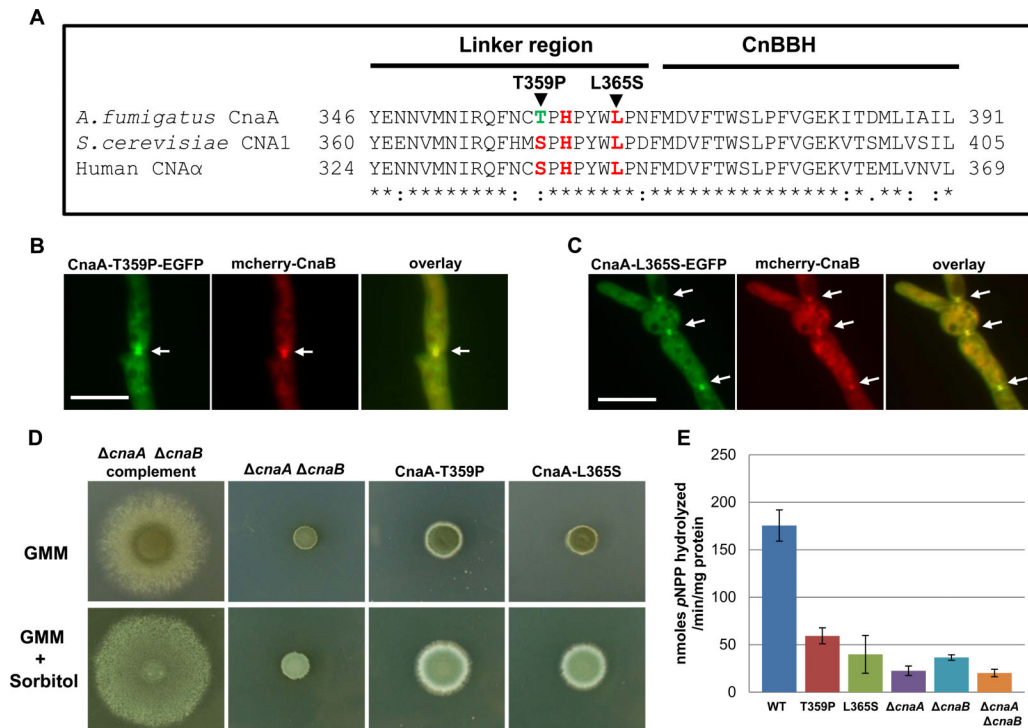 A
Linker region CnBBH
T359P L365S
A.fumigatus CnaA 346 YENNVMNIRQFNCTPHPYWLPNFMDVFTWSLPFVGEKITDMLIAIL 391
S.cerevisiae CNA1 360 YENNVMNIRQFHMSPHPYWLPDFMDVFTWSLPFVGEKVTSMLVAIL 405
Human CNAα 324 YENNVMNIRQFNCSPHPYWLPNFMDVFTWSLPFVGEKVTEMLVNVL 369
B
CnaA-T359P-EGFP mcherry-CnaB overlay
C
CnaA-L365S-EGFP mcherry-CnaB overlay
D
ΔcnaA ΔcnaB
complement
ΔcnaA ΔcnaB
CnaA-T359P
CnaA-L365S
GMM
GMM
+
Sorbitol
E
nmoles pNPP hydrolyzed
/min/mg protein
250
200
150
100
50
0
WT T359P L365S ΔcnaA ΔcnaB ΔcnaA
ΔcnaB